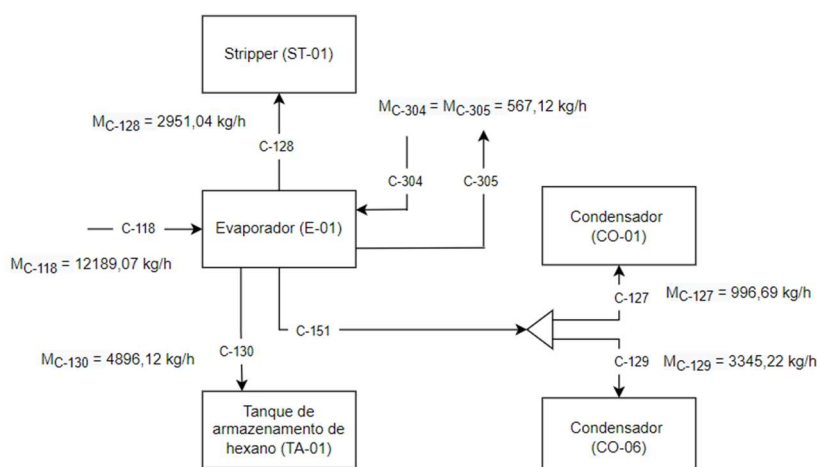 Stripper (ST-01)
MC-128 = 2951,04 kg/h
MC-304 = MC-305 = 567,12 kg/h
C-128
C-304
C-305
C-118
Evaporador (E-01)
MC-118 = 12189,07 kg/h
Condensador
(CO-01)
C-127
MC-127 = 996,69 kg/h
C-151
C-130
MC-130 = 4896,12 kg/h
C-129
MC-129 = 3345,22 kg/h
Tanque de
armazenamento de
hexano (TA-01)
Condensador
(CO-06)